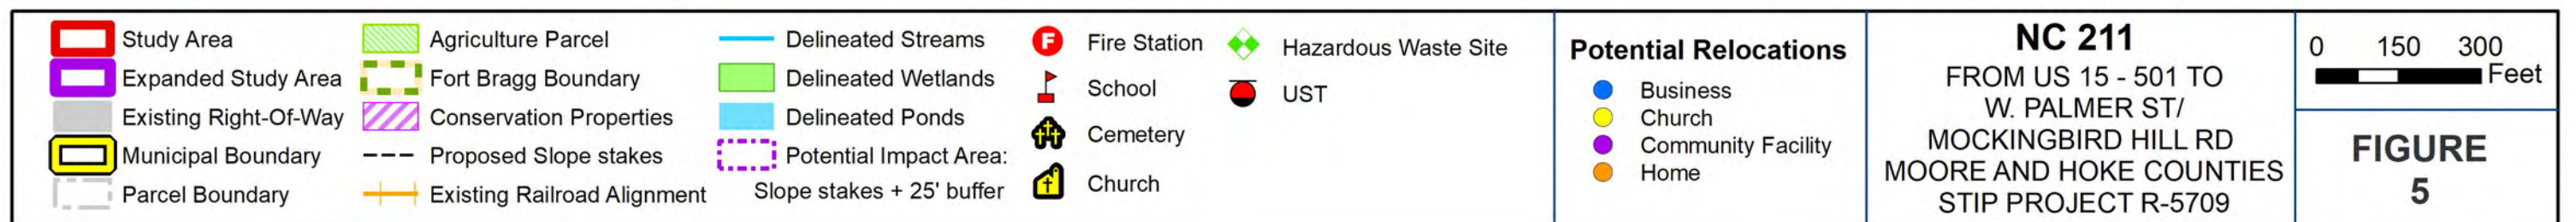 Study Area
Expanded Study Area
Existing Right-Of-Way
Municipal Boundary
Parcel Boundary
Agriculture Parcel
Fort Bragg Boundary
Conservation Properties
Proposed Slope stakes
Existing Railroad Alignment
Delineated Streams
Delineated Wetlands
Delineated Ponds
Potential Impact Area:
Slope stakes + 25' buffer
F Fire Station
School
Cemetery
Church
Hazardous Waste Site
UST
Potential Relocations
Business
Church
Community Facility
Home
NC 211
FROM US 15 - 501 TO
W. PALMER ST/
MOCKINGBIRD HILL RD
MOORE AND HOKE COUNTIES
STIP PROJECT R-5709
0 150 300
Feet
FIGURE
5